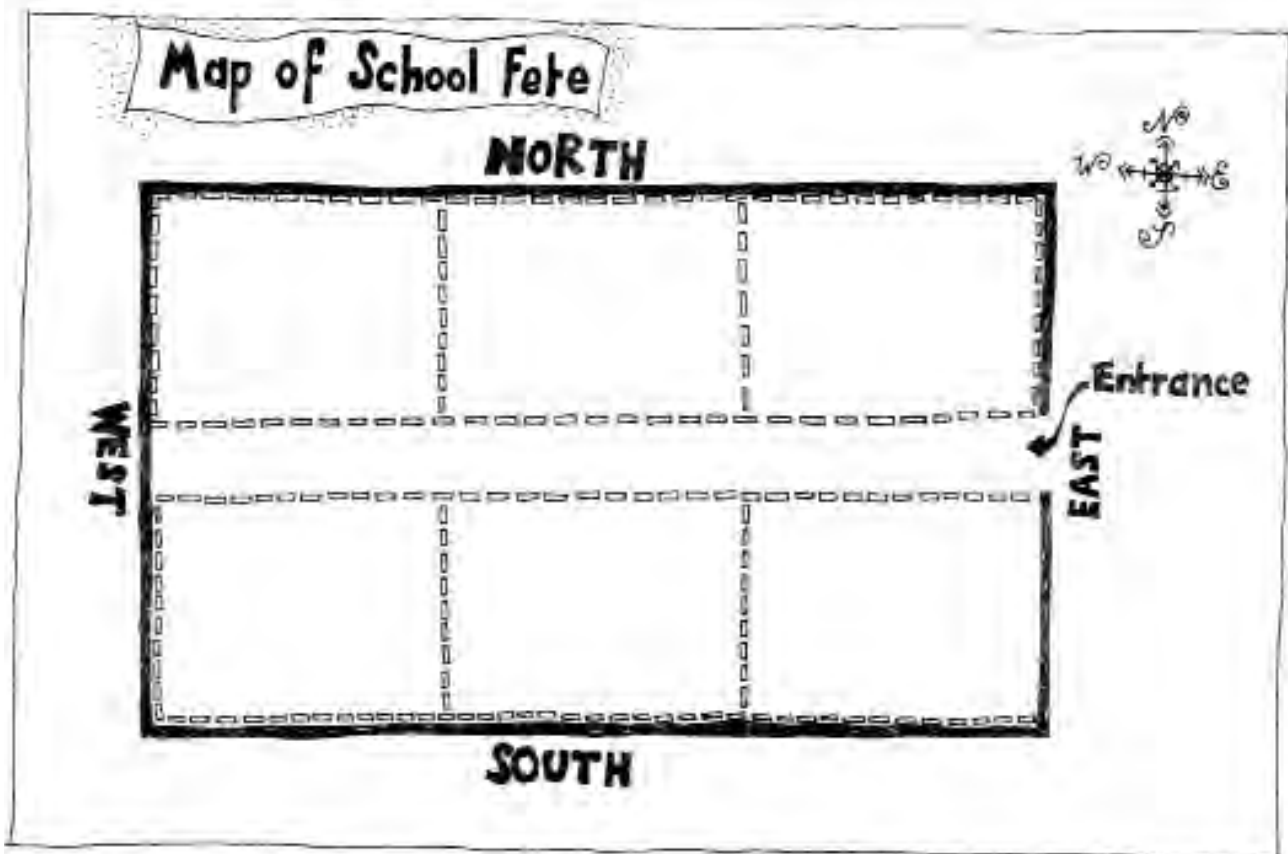 Map of School Fete
NORTH
N
W
E
S
Entrance
WEST
EAST
SOUTH